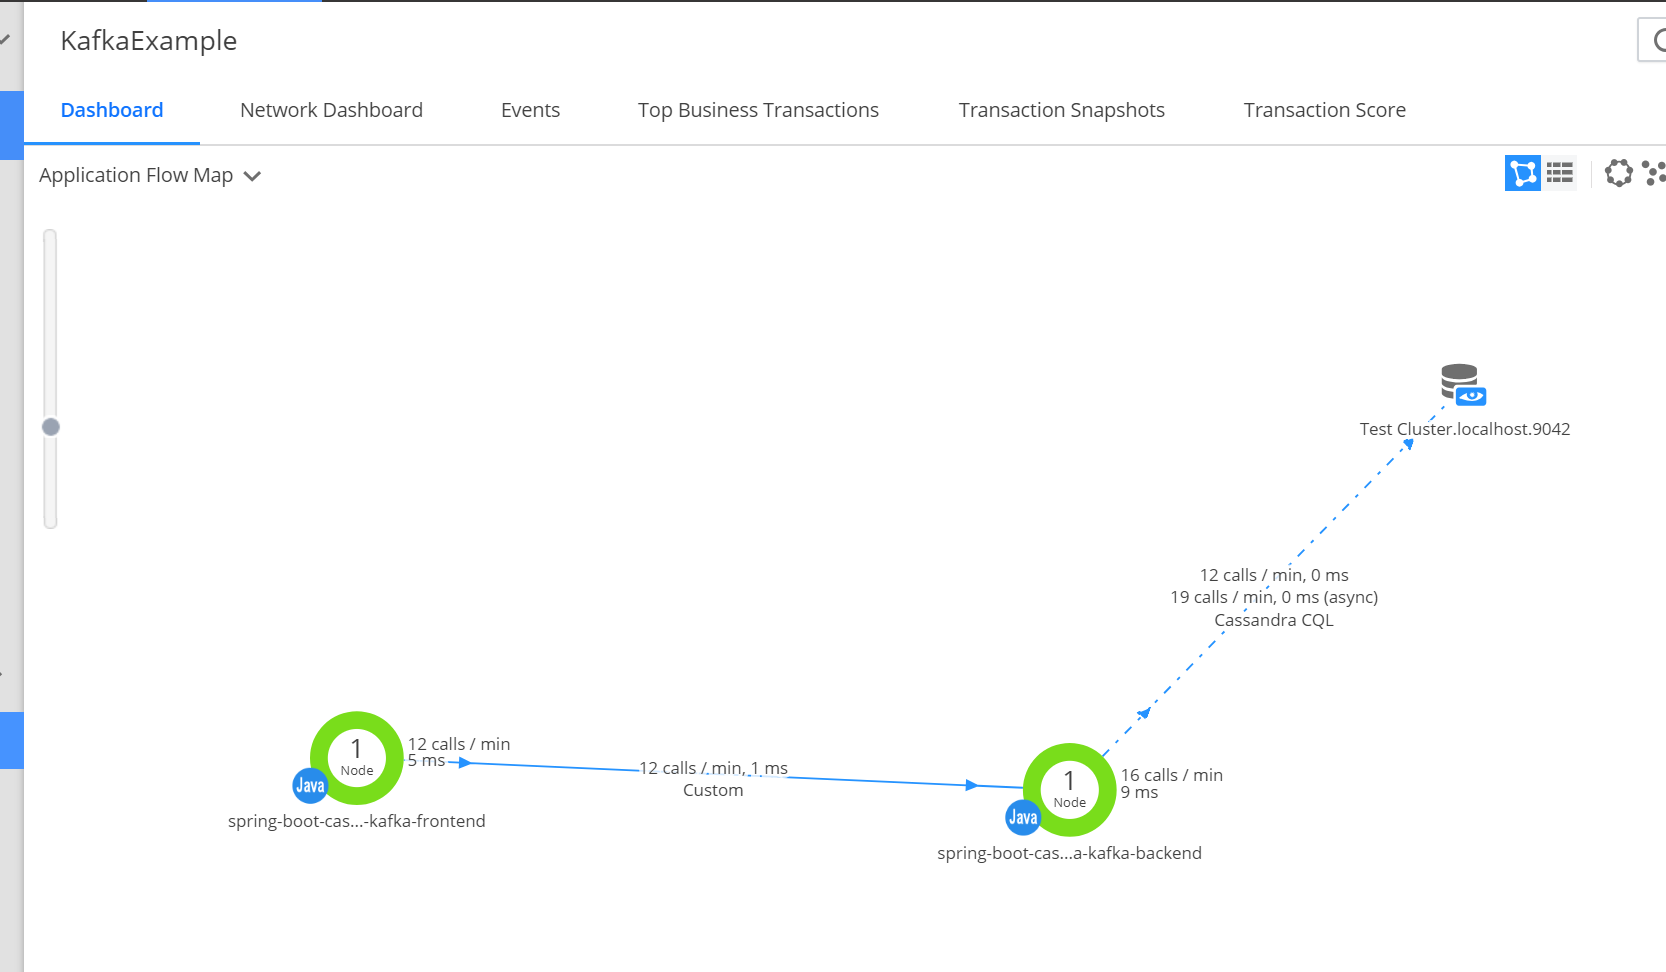 KafkaExample
Dashboard
Network Dashboard
Events
Top Business Transactions
Transaction Snapshots
Transaction Score
Application Flow Map
Test Cluster.localhost.9042
12 calls / min, 0 ms
19 calls / min, 0 ms (async)
Cassandra CQL
1
Node
Java
12 calls / min
5 ms
spring-boot-cas...-kafka-frontend
12 calls / min, 1 ms
Custom
1
Node
Java
16 calls / min
9 ms
spring-boot-cas...a-kafka-backend